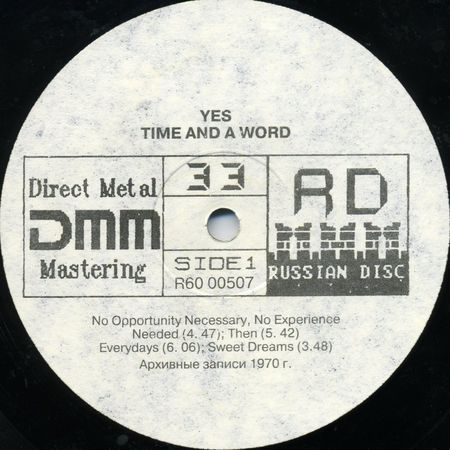 YES
TIME AND A WORD
Direct Metal
DMM
Mastering
33
SIDE 1
R60 00507
RD
RUSSIAN DISC
No Opportunity Necessary, No Experience
Needed (4. 47); Then (5. 42)
Everydays (6. 06); Sweet Dreams (3.48)
Архивные записи 1970 г.